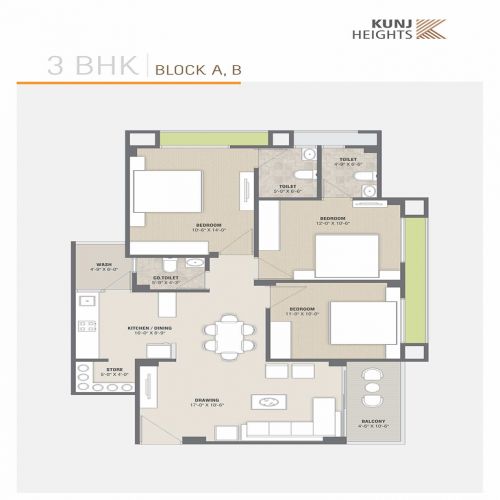 KUNJ
HEIGHTS
3 BHK | BLOCK A, B
TOILET
4'-9" X 6'-6"
TOILET
5'-0" X 6'-6"
BEDROOM
10'-6" X 14'-0"
BEDROOM
12'-0" X 10'-6"
WASH
4'-9" X 6'-0"
CO.TOILET
5'-0" X 4'-3"
BEDROOM
11'-0" X 10'-0"
KITCHEN / DINING
16'-0" X 8'-9"
STORE
5'-0" X 4'-0"
DRAWING
17'-0" X 10'-6"
BALCONY
4'-6" X 10'-6"